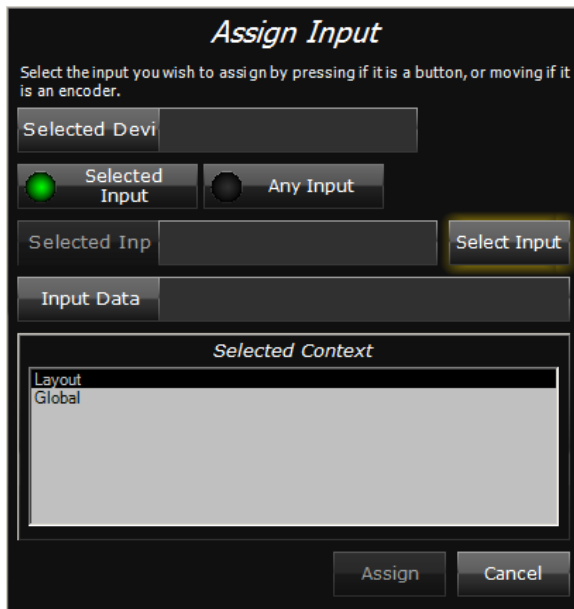 Assign Input
Select the input you wish to assign by pressing if it is a button, or moving if it
is an encoder.
Selected Devi
Selected
Input
Any Input
Selected Inp
Select Input
Input Data
Selected Context
Layout
Global
Assign
Cancel